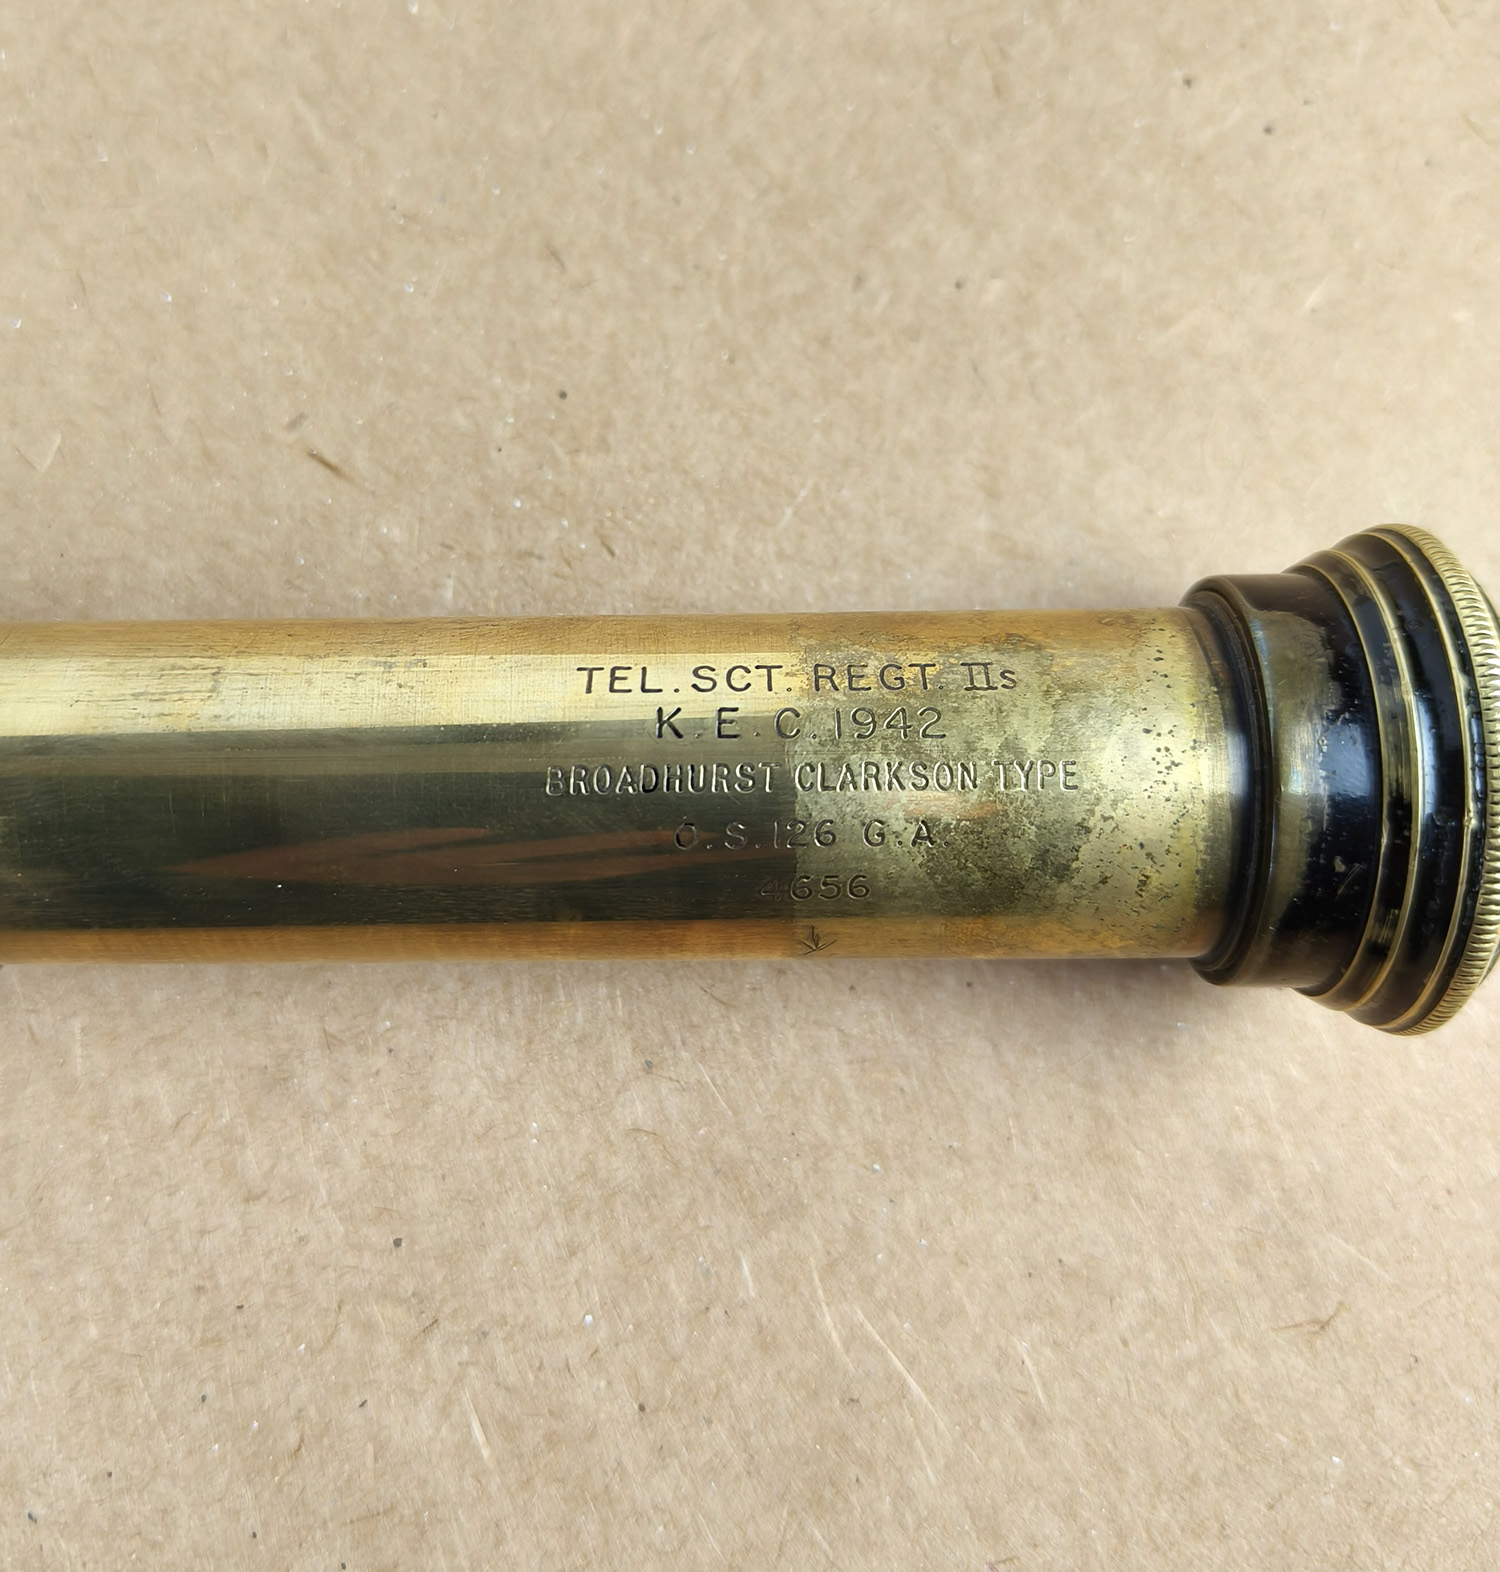 TEL. SCT. REGT. IIs
K. E. C. 1942
BROADHURST CLARKSON TYPE
O.S.126 G.A.
4656